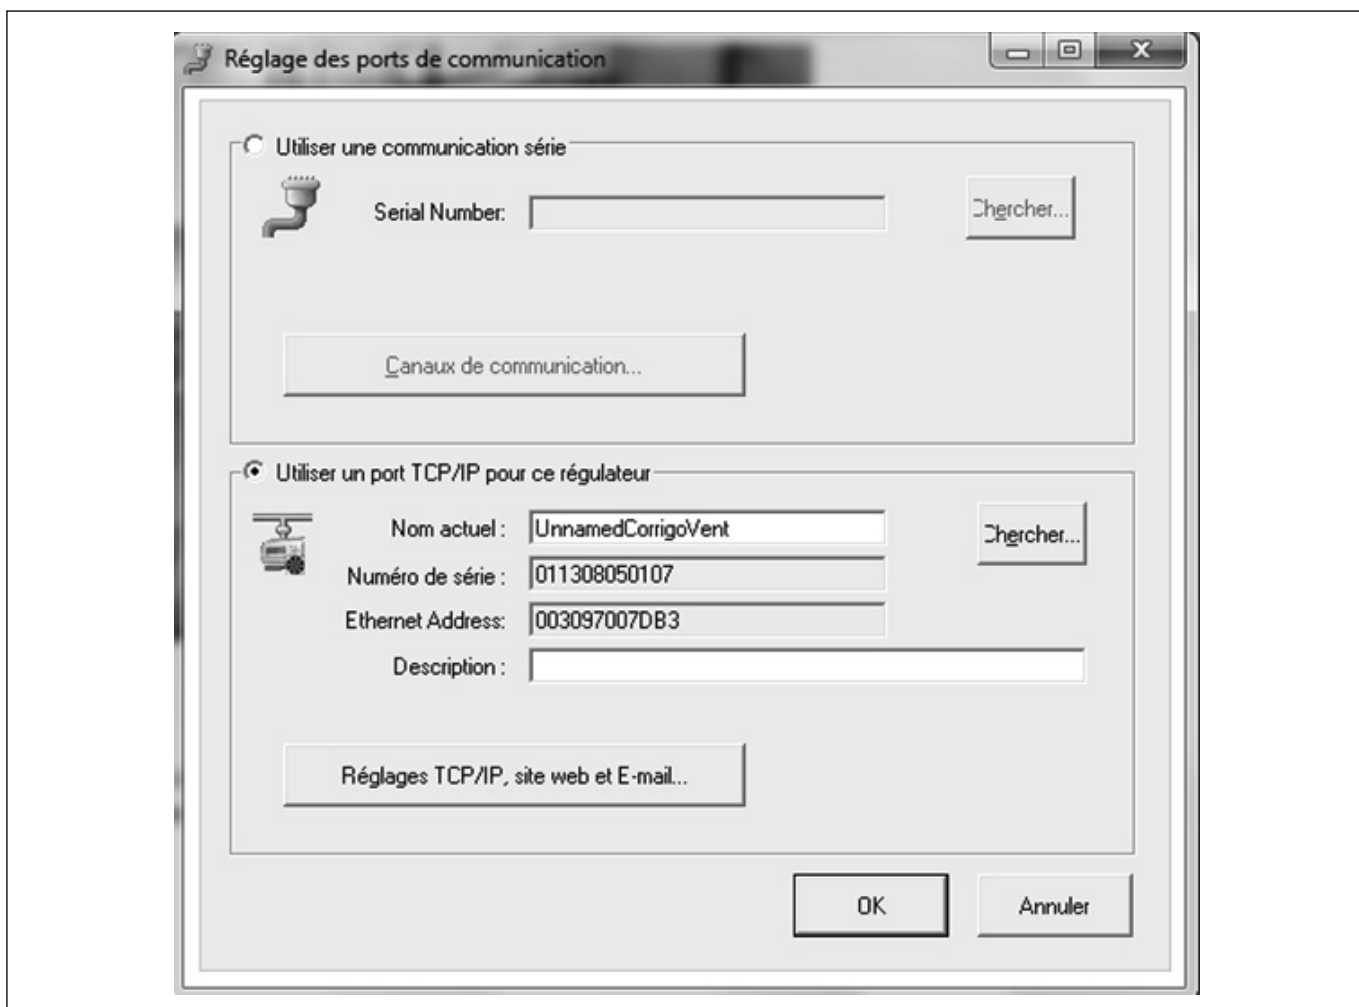 Réglage des ports de communication
Utiliser une communication série
Serial Number:
Chercher...
Canaux de communication...
Utiliser un port TCP/IP pour ce régulateur
Nom actuel : UnnamedCorrigoVent
Chercher...
Numéro de série : 011308050107
Ethernet Address: 003097007DB3
Description :
Réglages TCP/IP, site web et E-mail...
OK Annuler